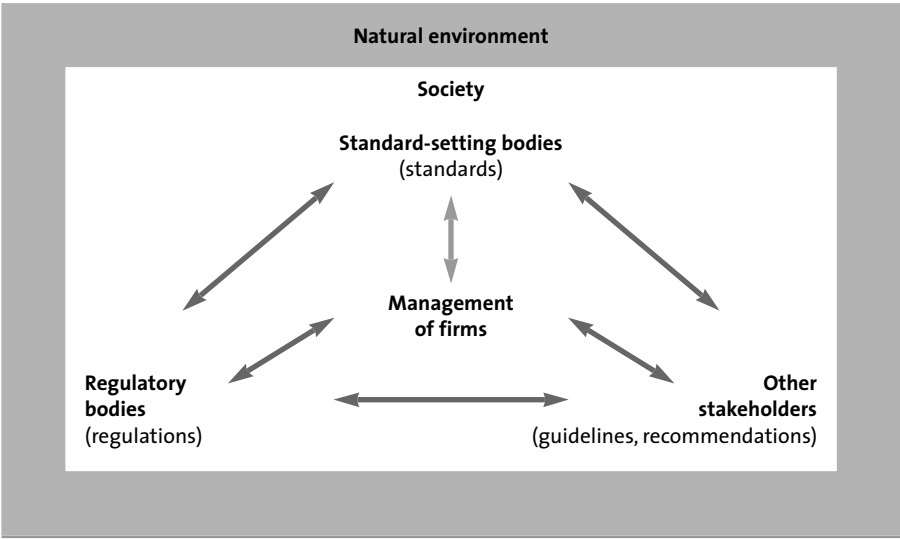 Natural environment
Society
Standard-setting bodies
(standards)
Management
of firms
Regulatory
bodies
(regulations)
Other
stakeholders
(guidelines, recommendations)